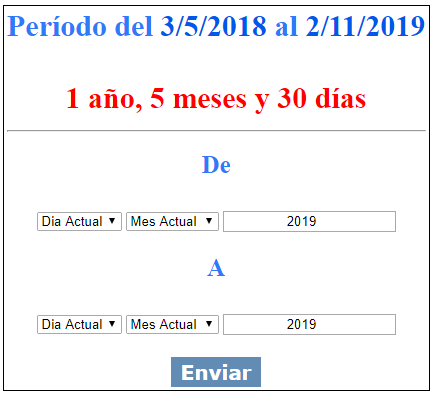 Período del 3/5/2018 al 2/11/2019
1 año, 5 meses y 30 días
De
Dia Actual Mes Actual 2019
A
Dia Actual Mes Actual 2019
Enviar